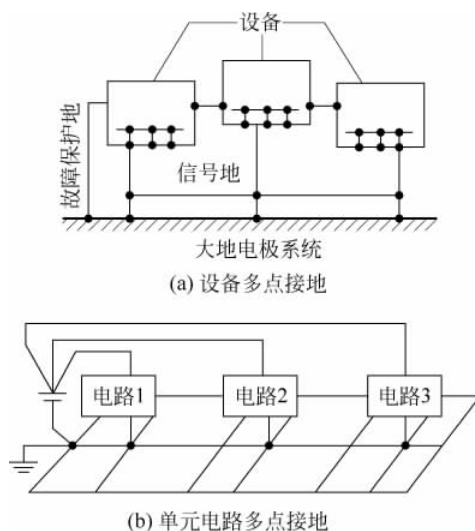 设备
故障保护地
信号地
大地电极系统
(a) 设备多点接地
电路1
电路2
电路3
(b) 单元电路多点接地